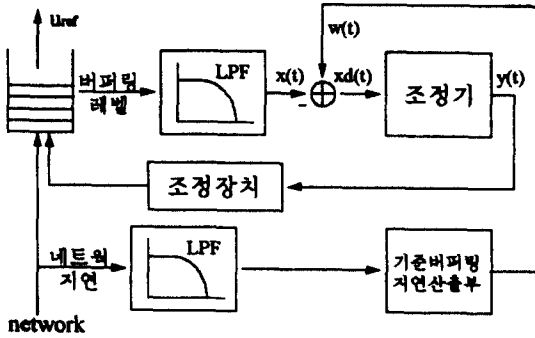 Uref
w(t)
버퍼링
레벨
LPF
x(t)
-
xd(t)
조정기
y(t)
조정장치
네트웍
지연
LPF
기준버퍼링
지연산출부
network